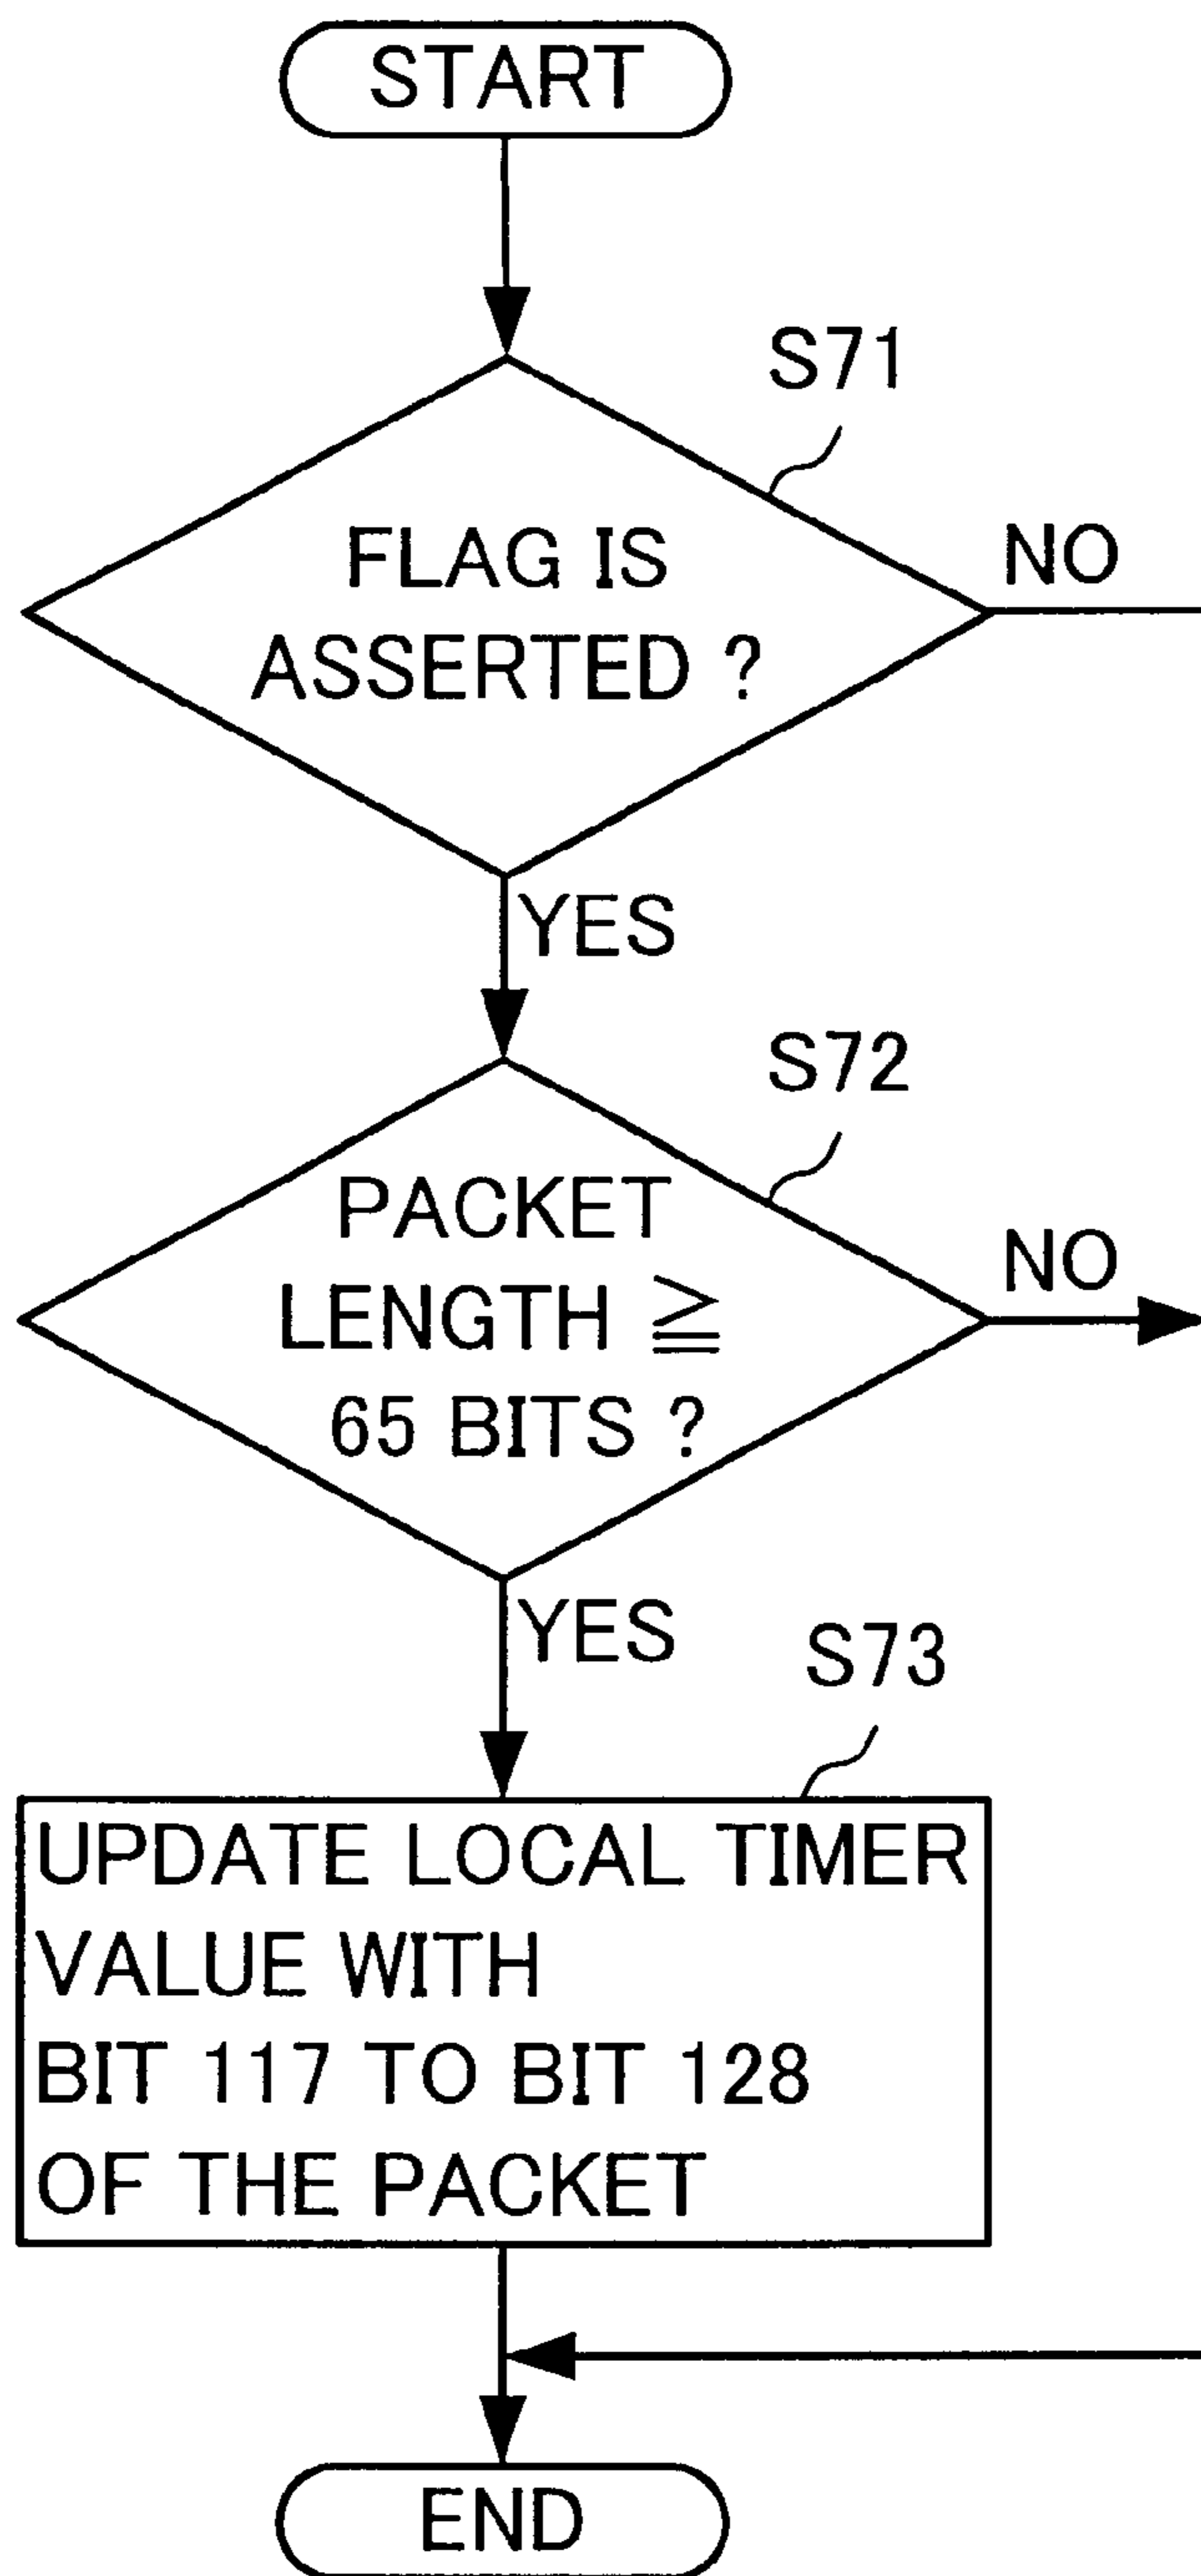 START
S71
FLAG IS
ASSERTED ?
NO
YES
S72
PACKET
LENGTH ≧
65 BITS ?
NO
YES
S73
UPDATE LOCAL TIMER
VALUE WITH
BIT 117 TO BIT 128
OF THE PACKET
END